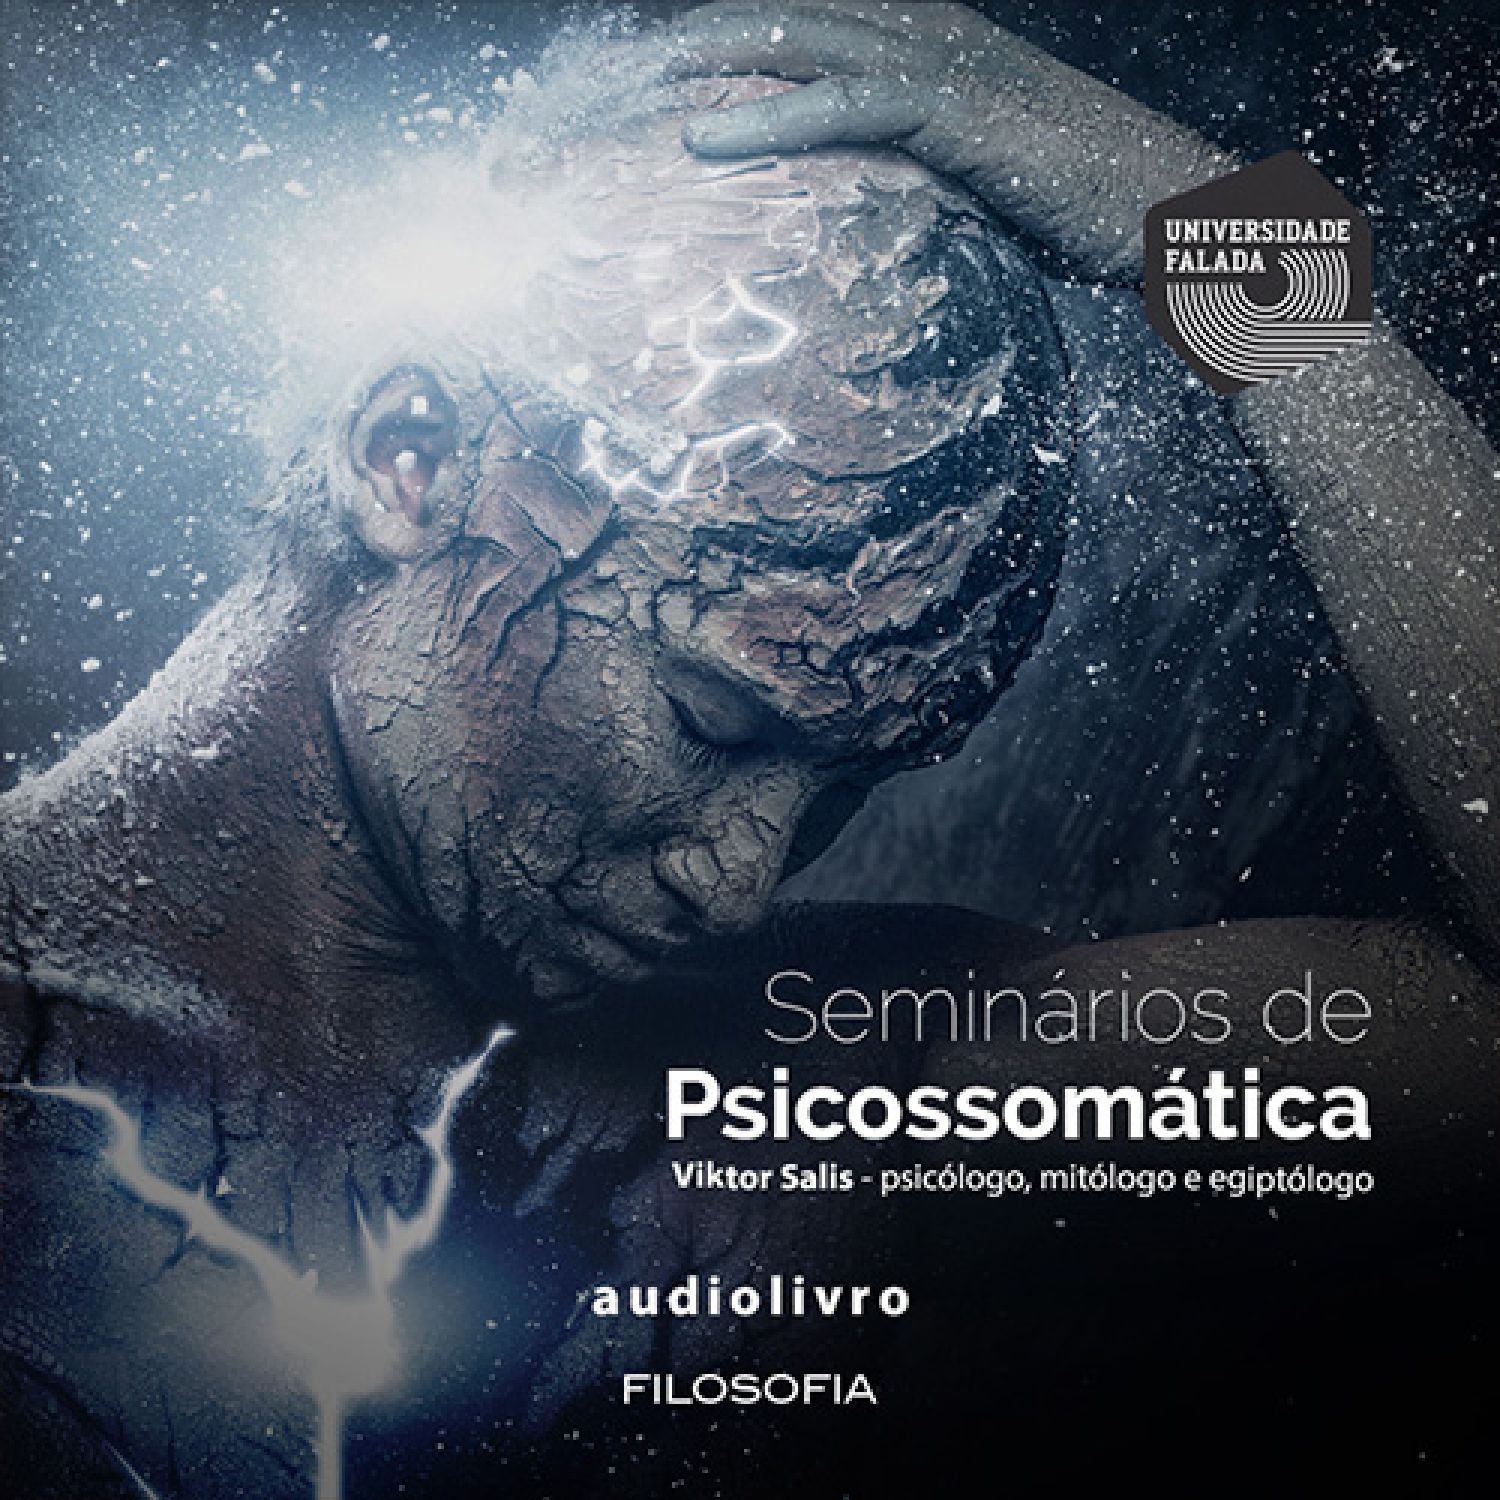 UNIVERSIDADE
FALADA
Seminários de
Psicossomática
Viktor Salis - psicólogo, mitólogo e egiptólogo
audiolivro
FILOSOFIA